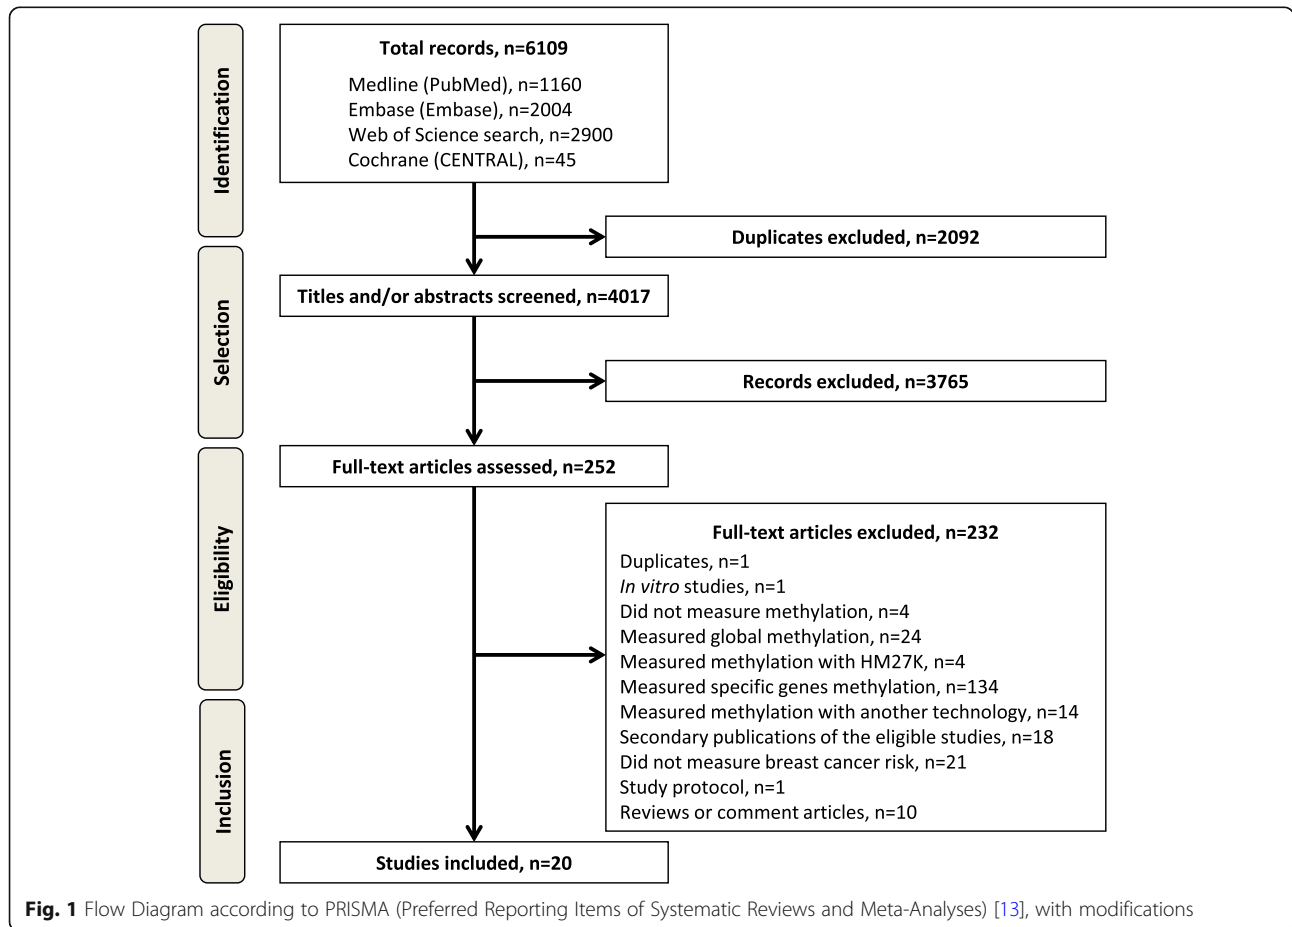 Identification
Total records, n=6109
Medline (PubMed), n=1160
Embase (Embase), n=2004
Web of Science search, n=2900
Cochrane (CENTRAL), n=45
Duplicates excluded, n=2092
Selection
Titles and/or abstracts screened, n=4017
Records excluded, n=3765
Eligibility
Full-text articles assessed, n=252
Full-text articles excluded, n=232
Duplicates, n=1
In vitro studies, n=1
Did not measure methylation, n=4
Measured global methylation, n=24
Measured methylation with HM27K, n=4
Measured specific genes methylation, n=134
Measured methylation with another technology, n=14
Secondary publications of the eligible studies, n=18
Did not measure breast cancer risk, n=21
Study protocol, n=1
Reviews or comment articles, n=10
Inclusion
Studies included, n=20
Fig. 1 Flow Diagram according to PRISMA (Preferred Reporting Items of Systematic Reviews and Meta-Analyses) [13], with modifications